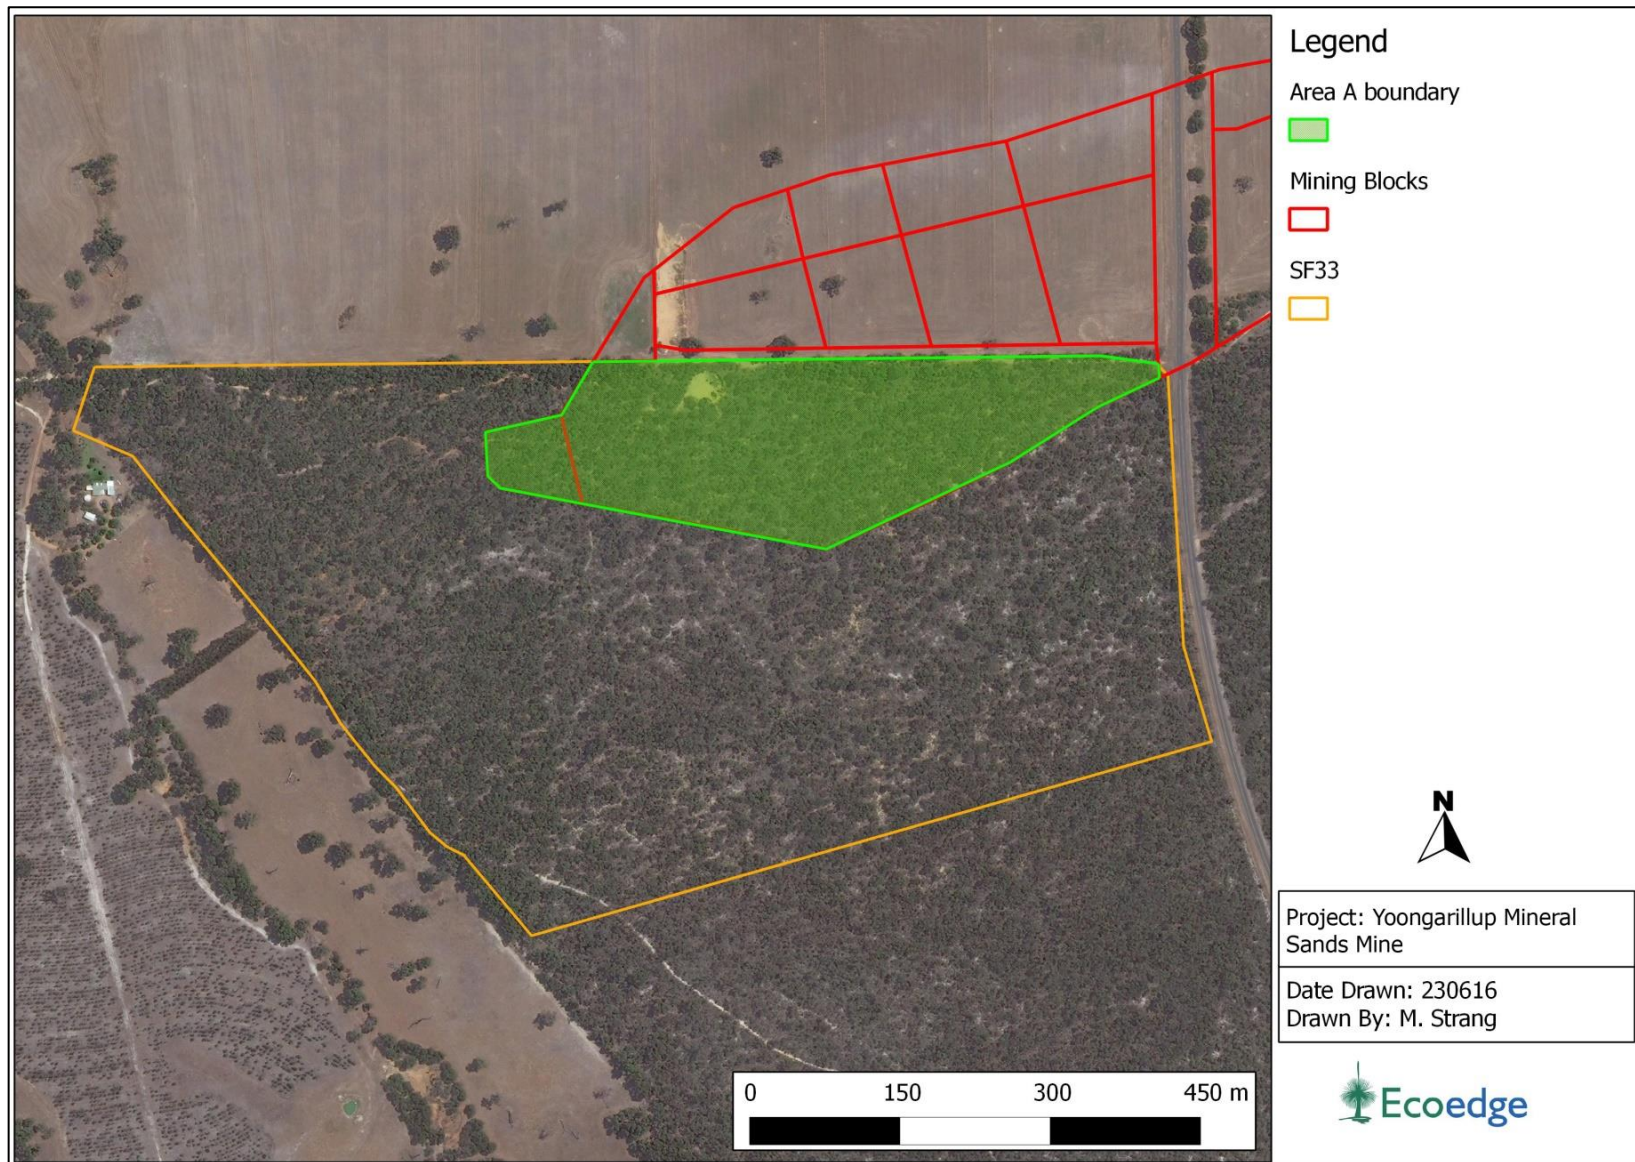 Legend
Area A boundary
Mining Blocks
SF33
N
Project: Yoongarillup Mineral
Sands Mine
Date Drawn: 230616
Drawn By: M. Strang
0 150 300 450 m
Ecoedge